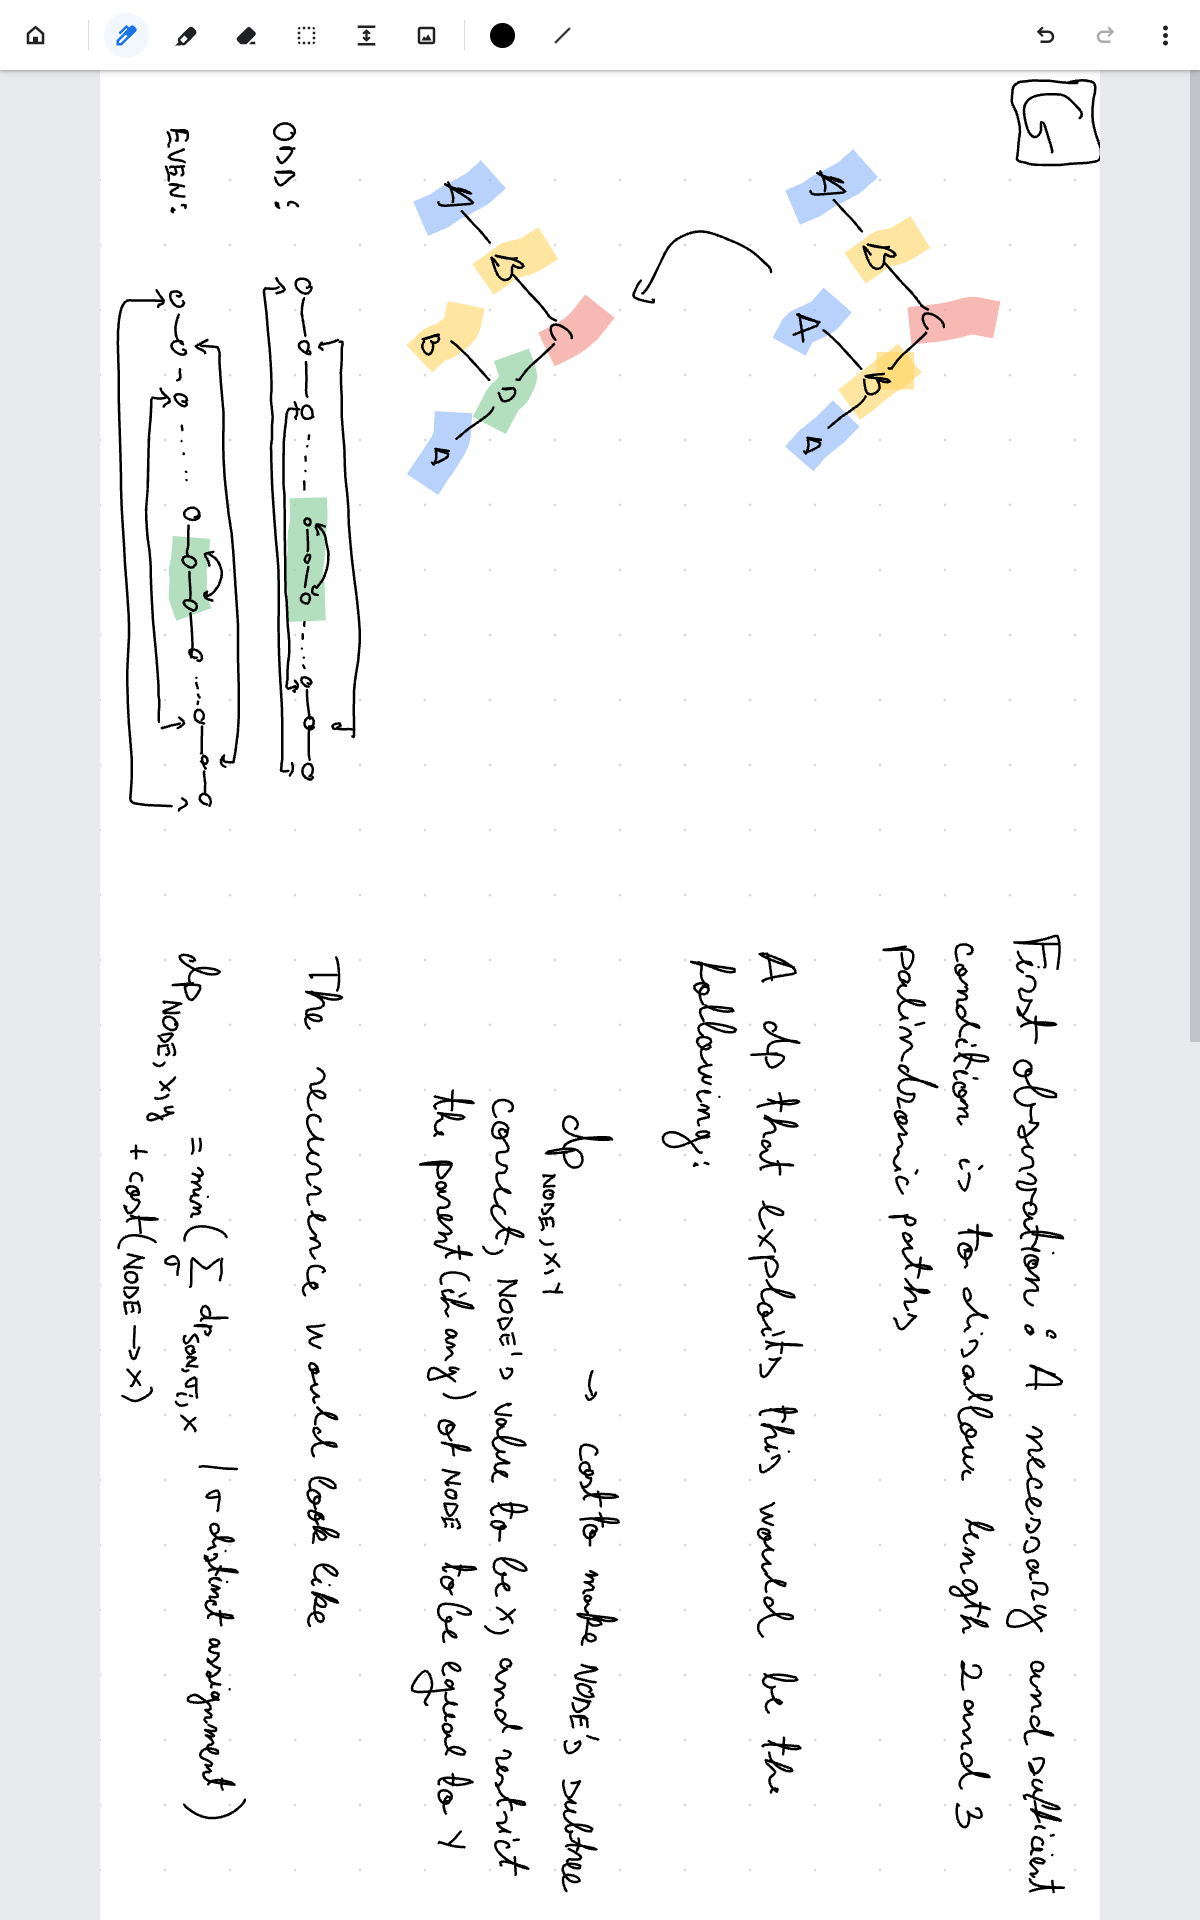 G
A
B
C
A
B
A
A
B
C
B
D
A
ODD:
EVEN:
First observation: A necessary and sufficient
condition is to disallow length 2 and 3
palindromic paths
A dp that exploits this would be the
following:
dp NODE, x, y → cost to make NODE's subtree
correct, NODE's value to be x, and restrict
the parent (if any) of NODE to be equal to y
The recurrence would look like
dp NODE, x, y = min ( ∑ dp SON, σi, x | σ distinct assignment )
σ
+ cost(NODE → x)